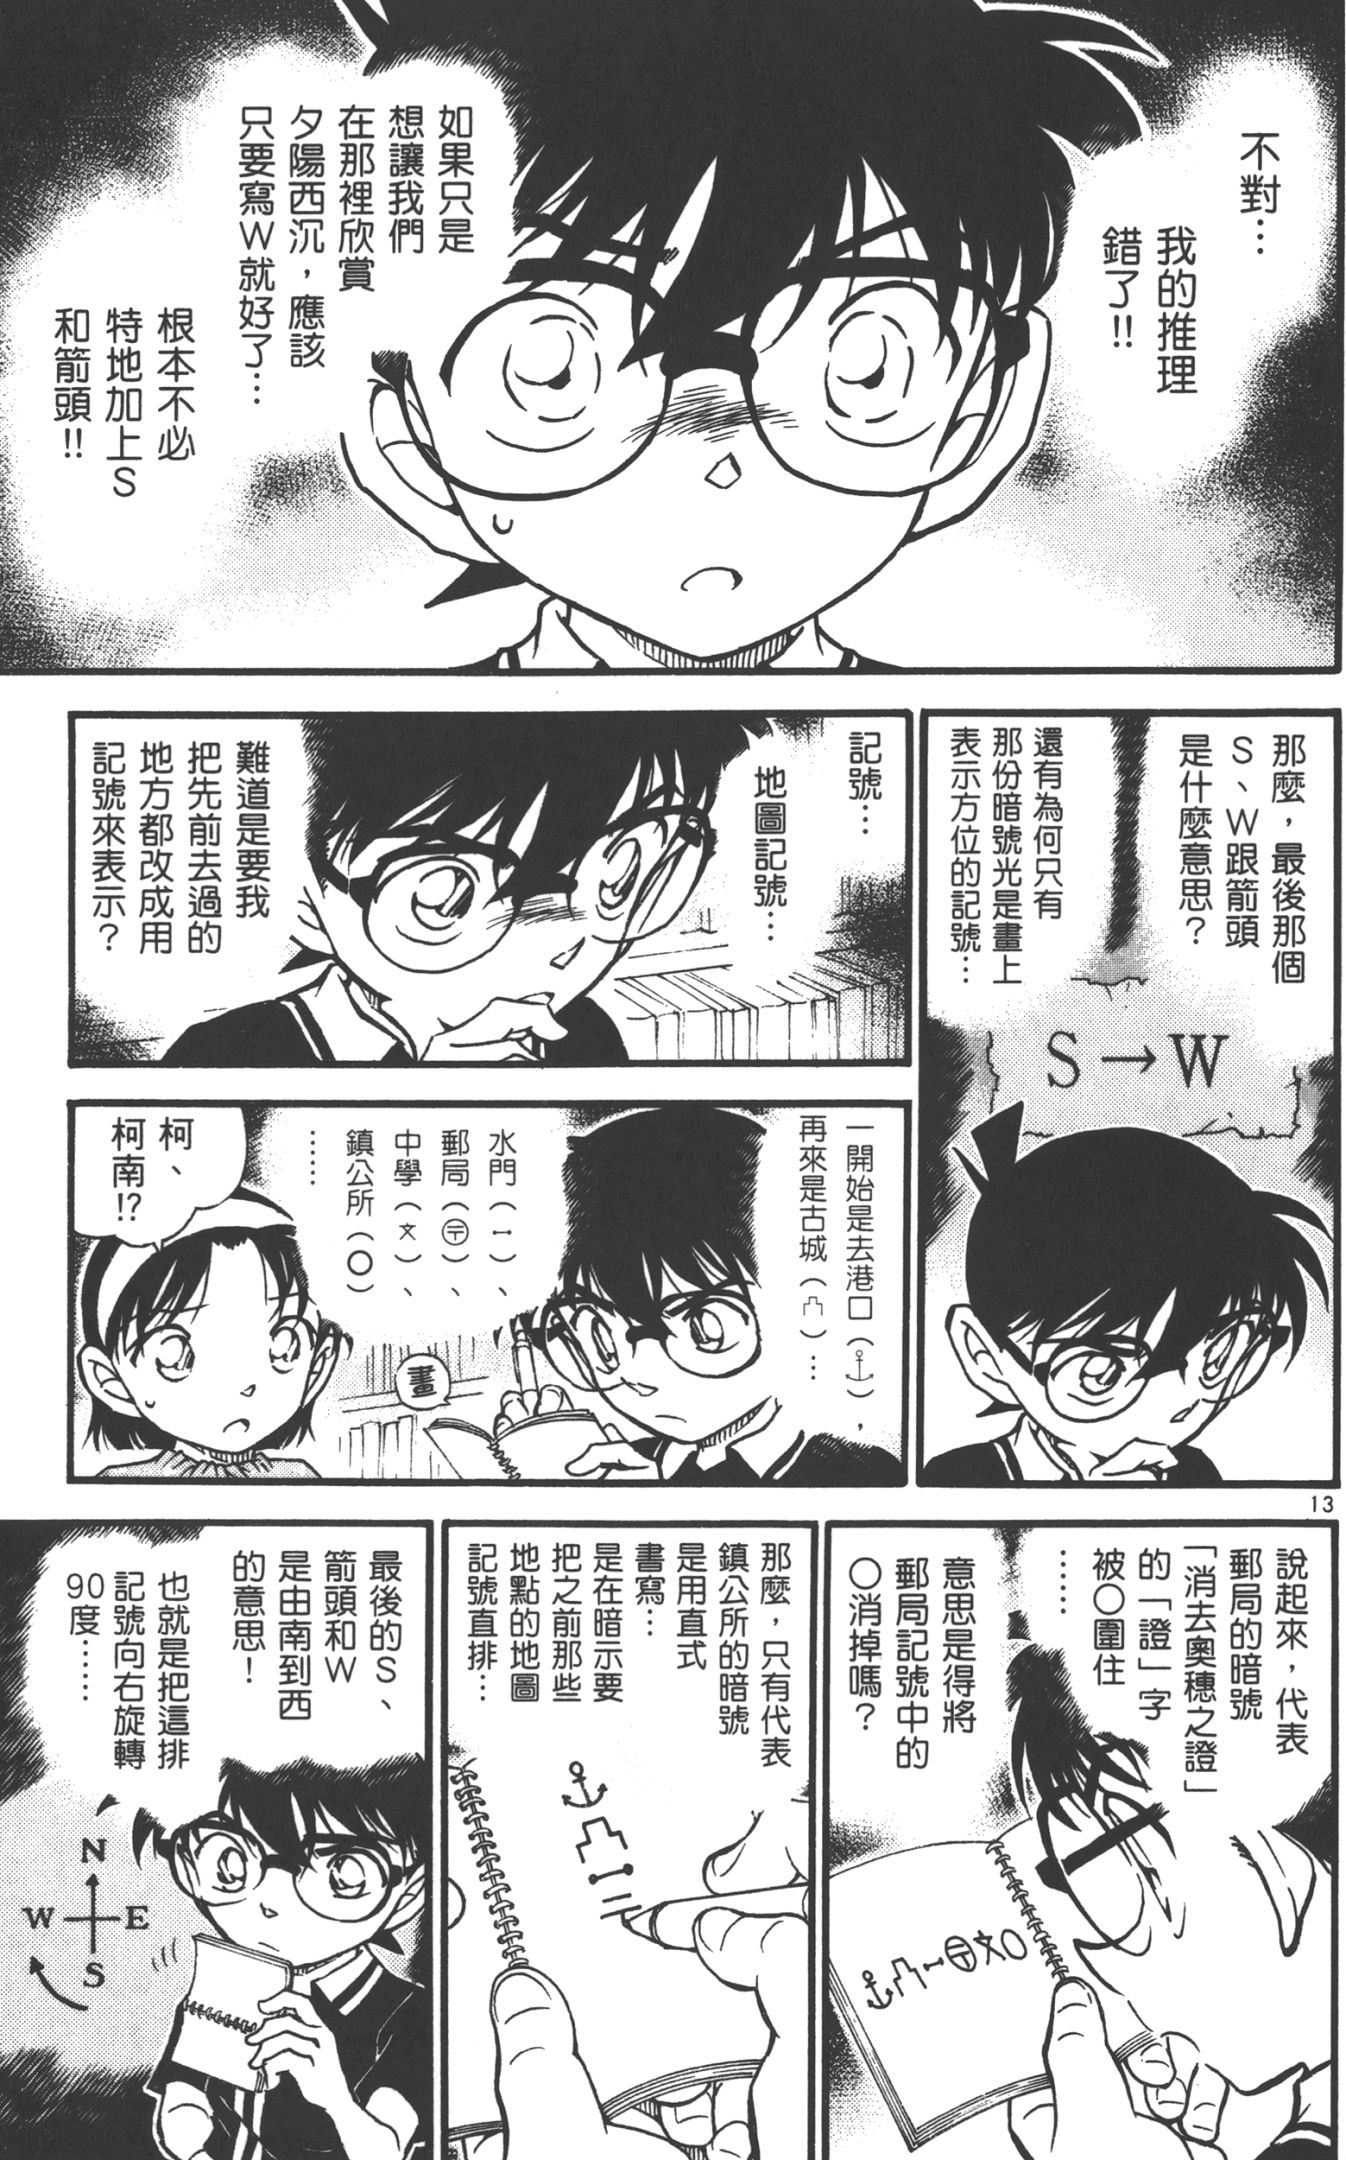 不對…
我的推理
錯了!!
如果只是
想讓我們
在那裡欣賞
夕陽西沉，應該
只要寫W就好了…
根本不必
特地加上S
和箭頭!!
那麼，最後那個
S、W跟箭頭
是什麼意思？
還有為何只有
那份暗號光是畫上
表示方位的記號…
S→W
記號…
地圖記號…
難道是要我
把先前去過的
地方都改成用
記號來表示？
一開始是去港口（⚓），
再來是古城（凸）…
水門（ｰ）、
郵局（〶）、
中學（文）、
鎮公所（○）
……
畫
柯、
柯南!?
13
說起來，代表
郵局的暗號
「消去奧穗之證」
的「證」字
被○圍住
……
意思是得將
郵局記號中的
○消掉嗎？
⚓凸ｰ〶文○
那麼，只有代表
鎮公所的暗號
是用直式
書寫…
是在暗示要
把之前那些
地點的地圖
記號直排…
⚓凸
最後的S、
箭頭和W
是由南到西
的意思！
也就是把這排
記號向右旋轉
90度……
N
W E
S